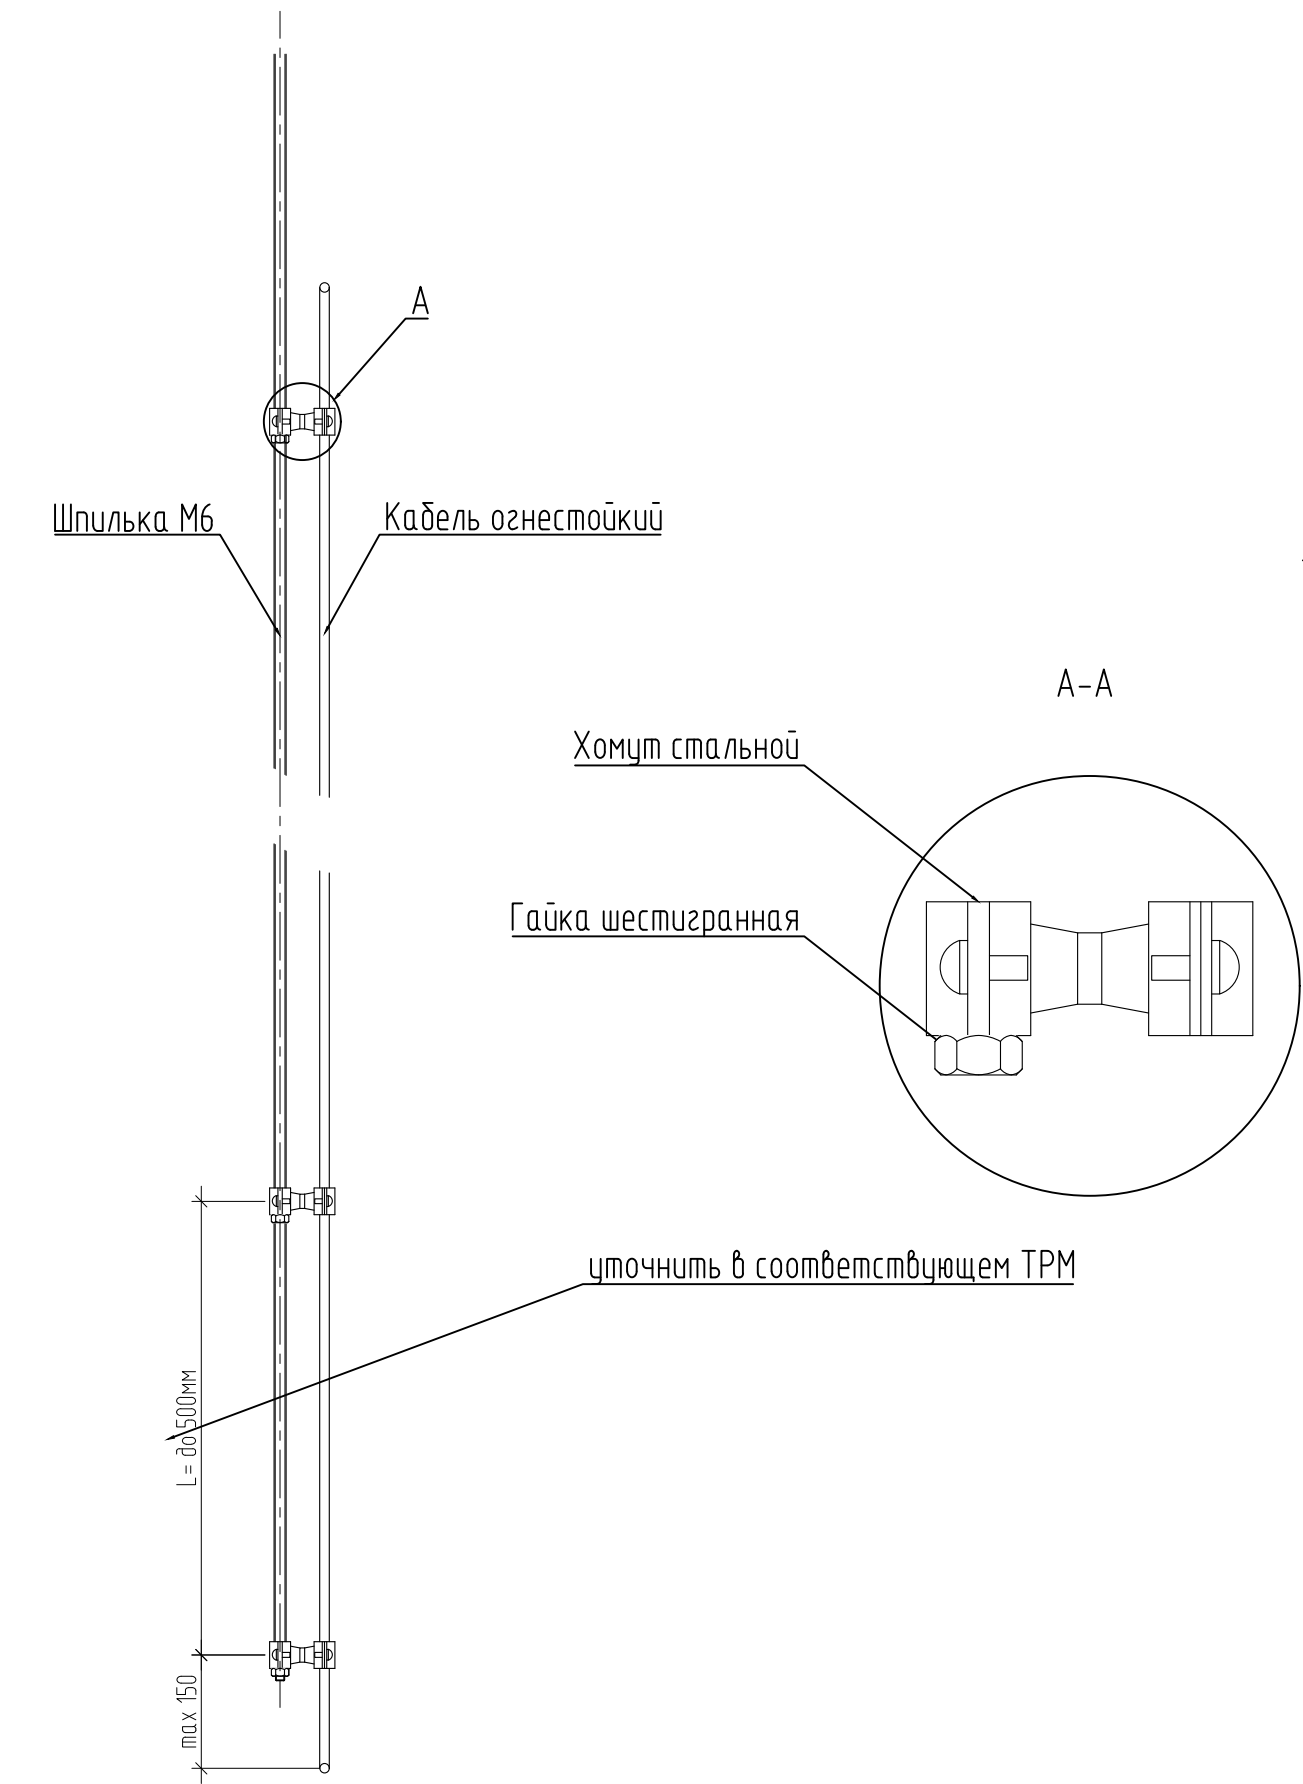 А
Шпилька М6
Кабель огнестойкий
А-А
Хомут стальной
Гайка шестигранная
уточнить в соответствующем ТРМ
L= до 500мм
max 150